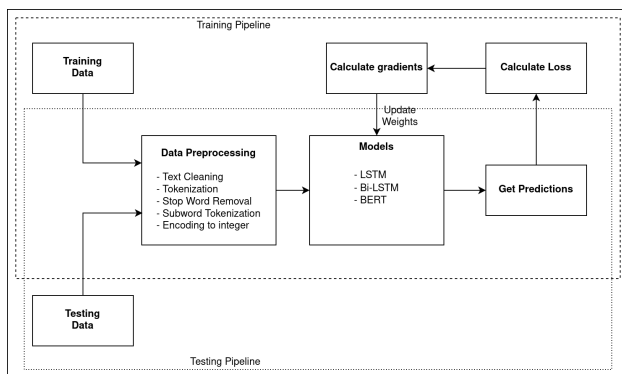 Training Pipeline
Training
Data
Calculate gradients
Calculate Loss
Update
Weights
Data Preprocessing
- Text Cleaning
- Tokenization
- Stop Word Removal
- Subword Tokenization
- Encoding to integer
Models
- LSTM
- Bi-LSTM
- BERT
Get Predictions
Testing
Data
Testing Pipeline